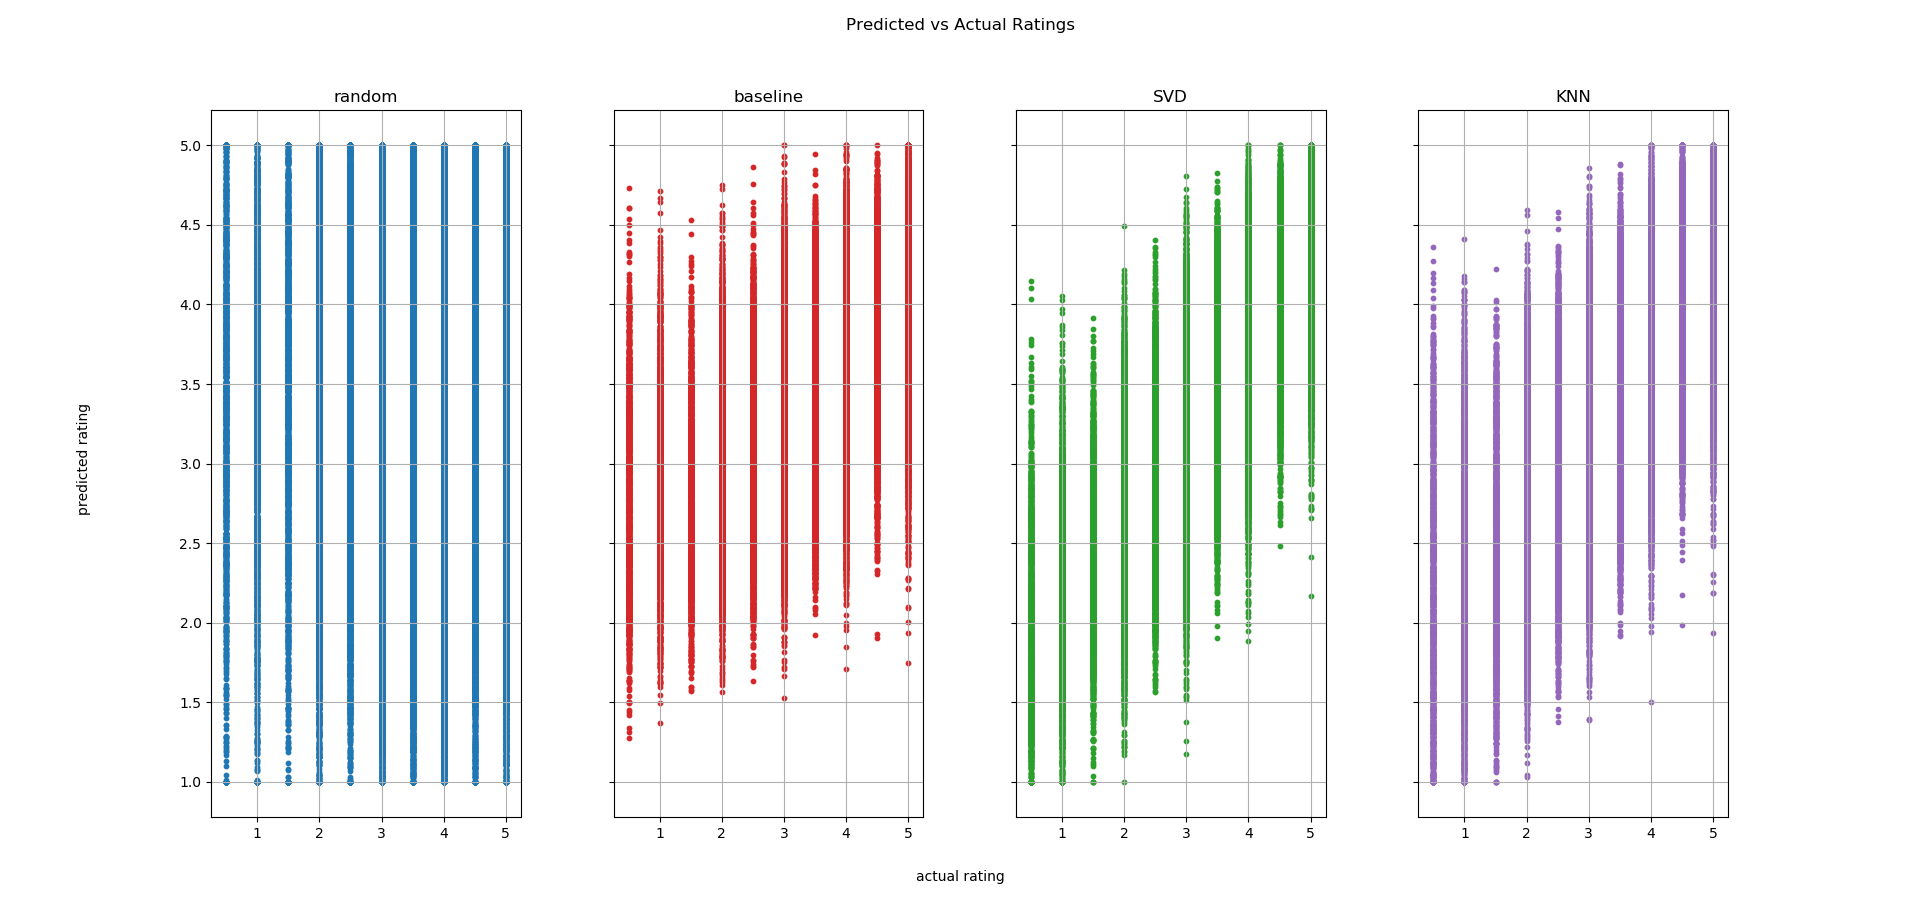 Predicted vs Actual Ratings
random
baseline
SVD
KNN
predicted rating
5.0
4.5
4.0
3.5
3.0
2.5
2.0
1.5
1.0
1 2 3 4 5
1 2 3 4 5
1 2 3 4 5
1 2 3 4 5
actual rating